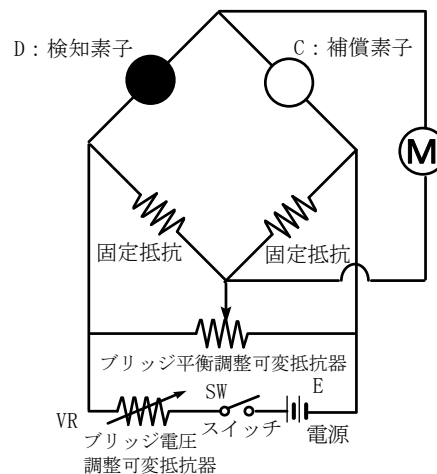 D：検知素子
C：補償素子
M
固定抵抗
固定抵抗
ブリッジ平衡調整可変抵抗器
SW
E
VR
スイッチ
電源
ブリッジ電圧
調整可変抵抗器